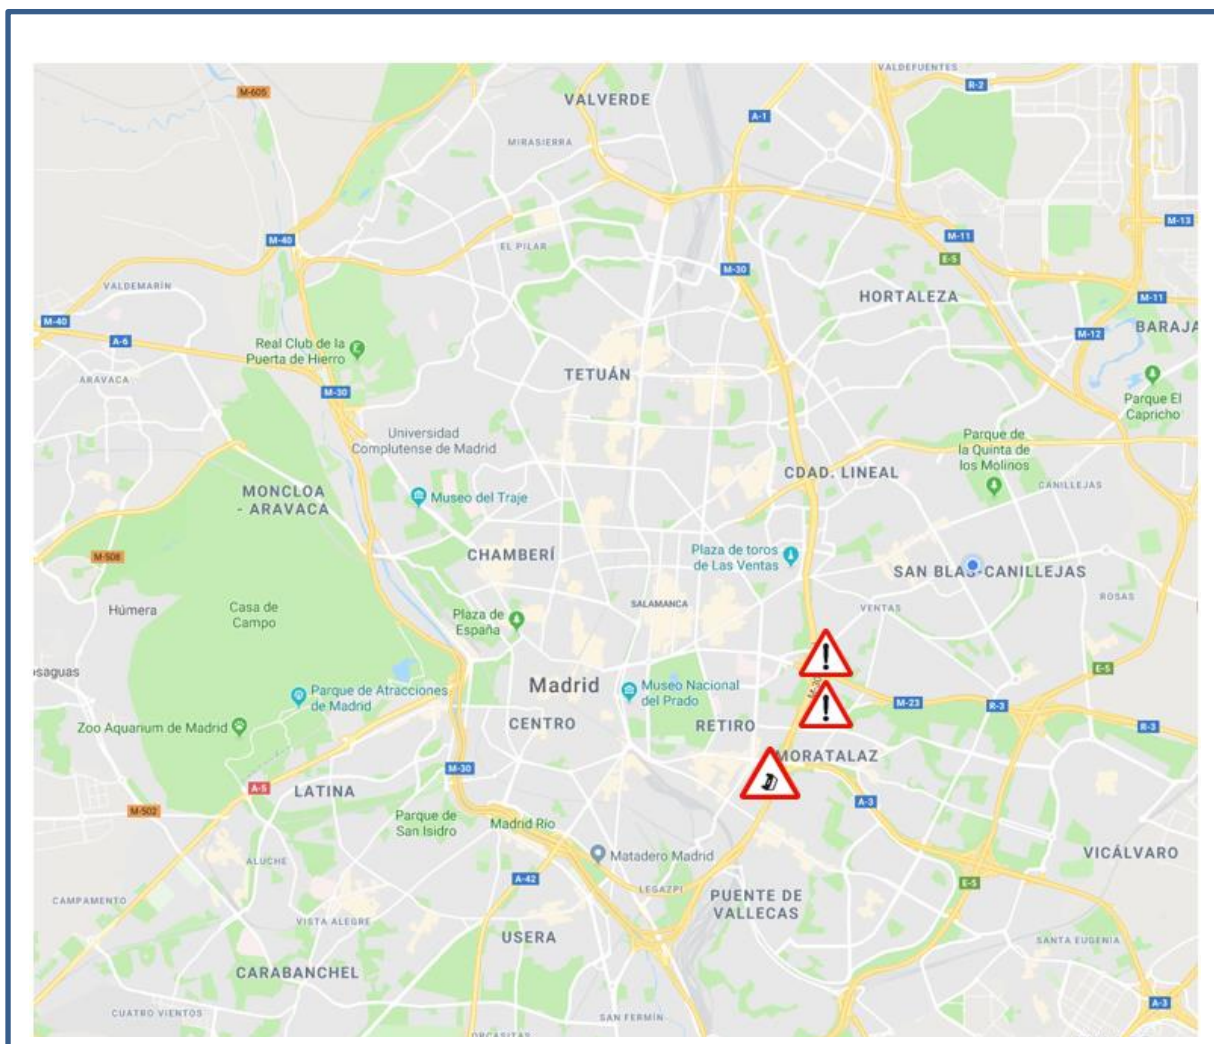 VALDEFUENTES
R-2
M-605
VALVERDE
A-1
MIRASIERRA
M-13
M-11
M-40
EL PILAR
E-5
M-30
VALDEMARÍN
HORTALEZA
M-11
M-40
A-6
Real Club de la
Puerta de Hierro
M-12
BARAJA
TETUÁN
ARAVACA
M-30
Parque El
Capricho
Universidad
Complutense de Madrid
Parque de
la Quinta de
los Molinos
CDAD. LINEAL
CANILLEJAS
MONCLOA
- ARAVACA
Museo del Traje
CHAMBERÍ
Plaza de toros
de Las Ventas
M-508
SAN BLAS-CANILLEJAS
Húmera
Casa de
Campo
SALAMANCA
VENTAS
ROSAS
Plaza de
España
osaguas
E-5
Madrid
Museo Nacional
del Prado
Parque de Atracciones
de Madrid
M-30
M-23
R-3
R-3
Zoo Aquarium de Madrid
CENTRO
RETIRO
MORATALAZ
M-30
A-5
LATINA
M-502
A-3
Parque de
San Isidro
Madrid Río
Matadero Madrid
VICÁLVARO
ALUCHE
A-42
LEGAZPI
E-5
CAMPAMENTO
PUENTE DE
VALLECAS
VISTA ALEGRE
USERA
SANTA EUGENIA
CARABANCHEL
A-3
CUATRO VIENTOS
SAN FERMÍN
ORCASITAS